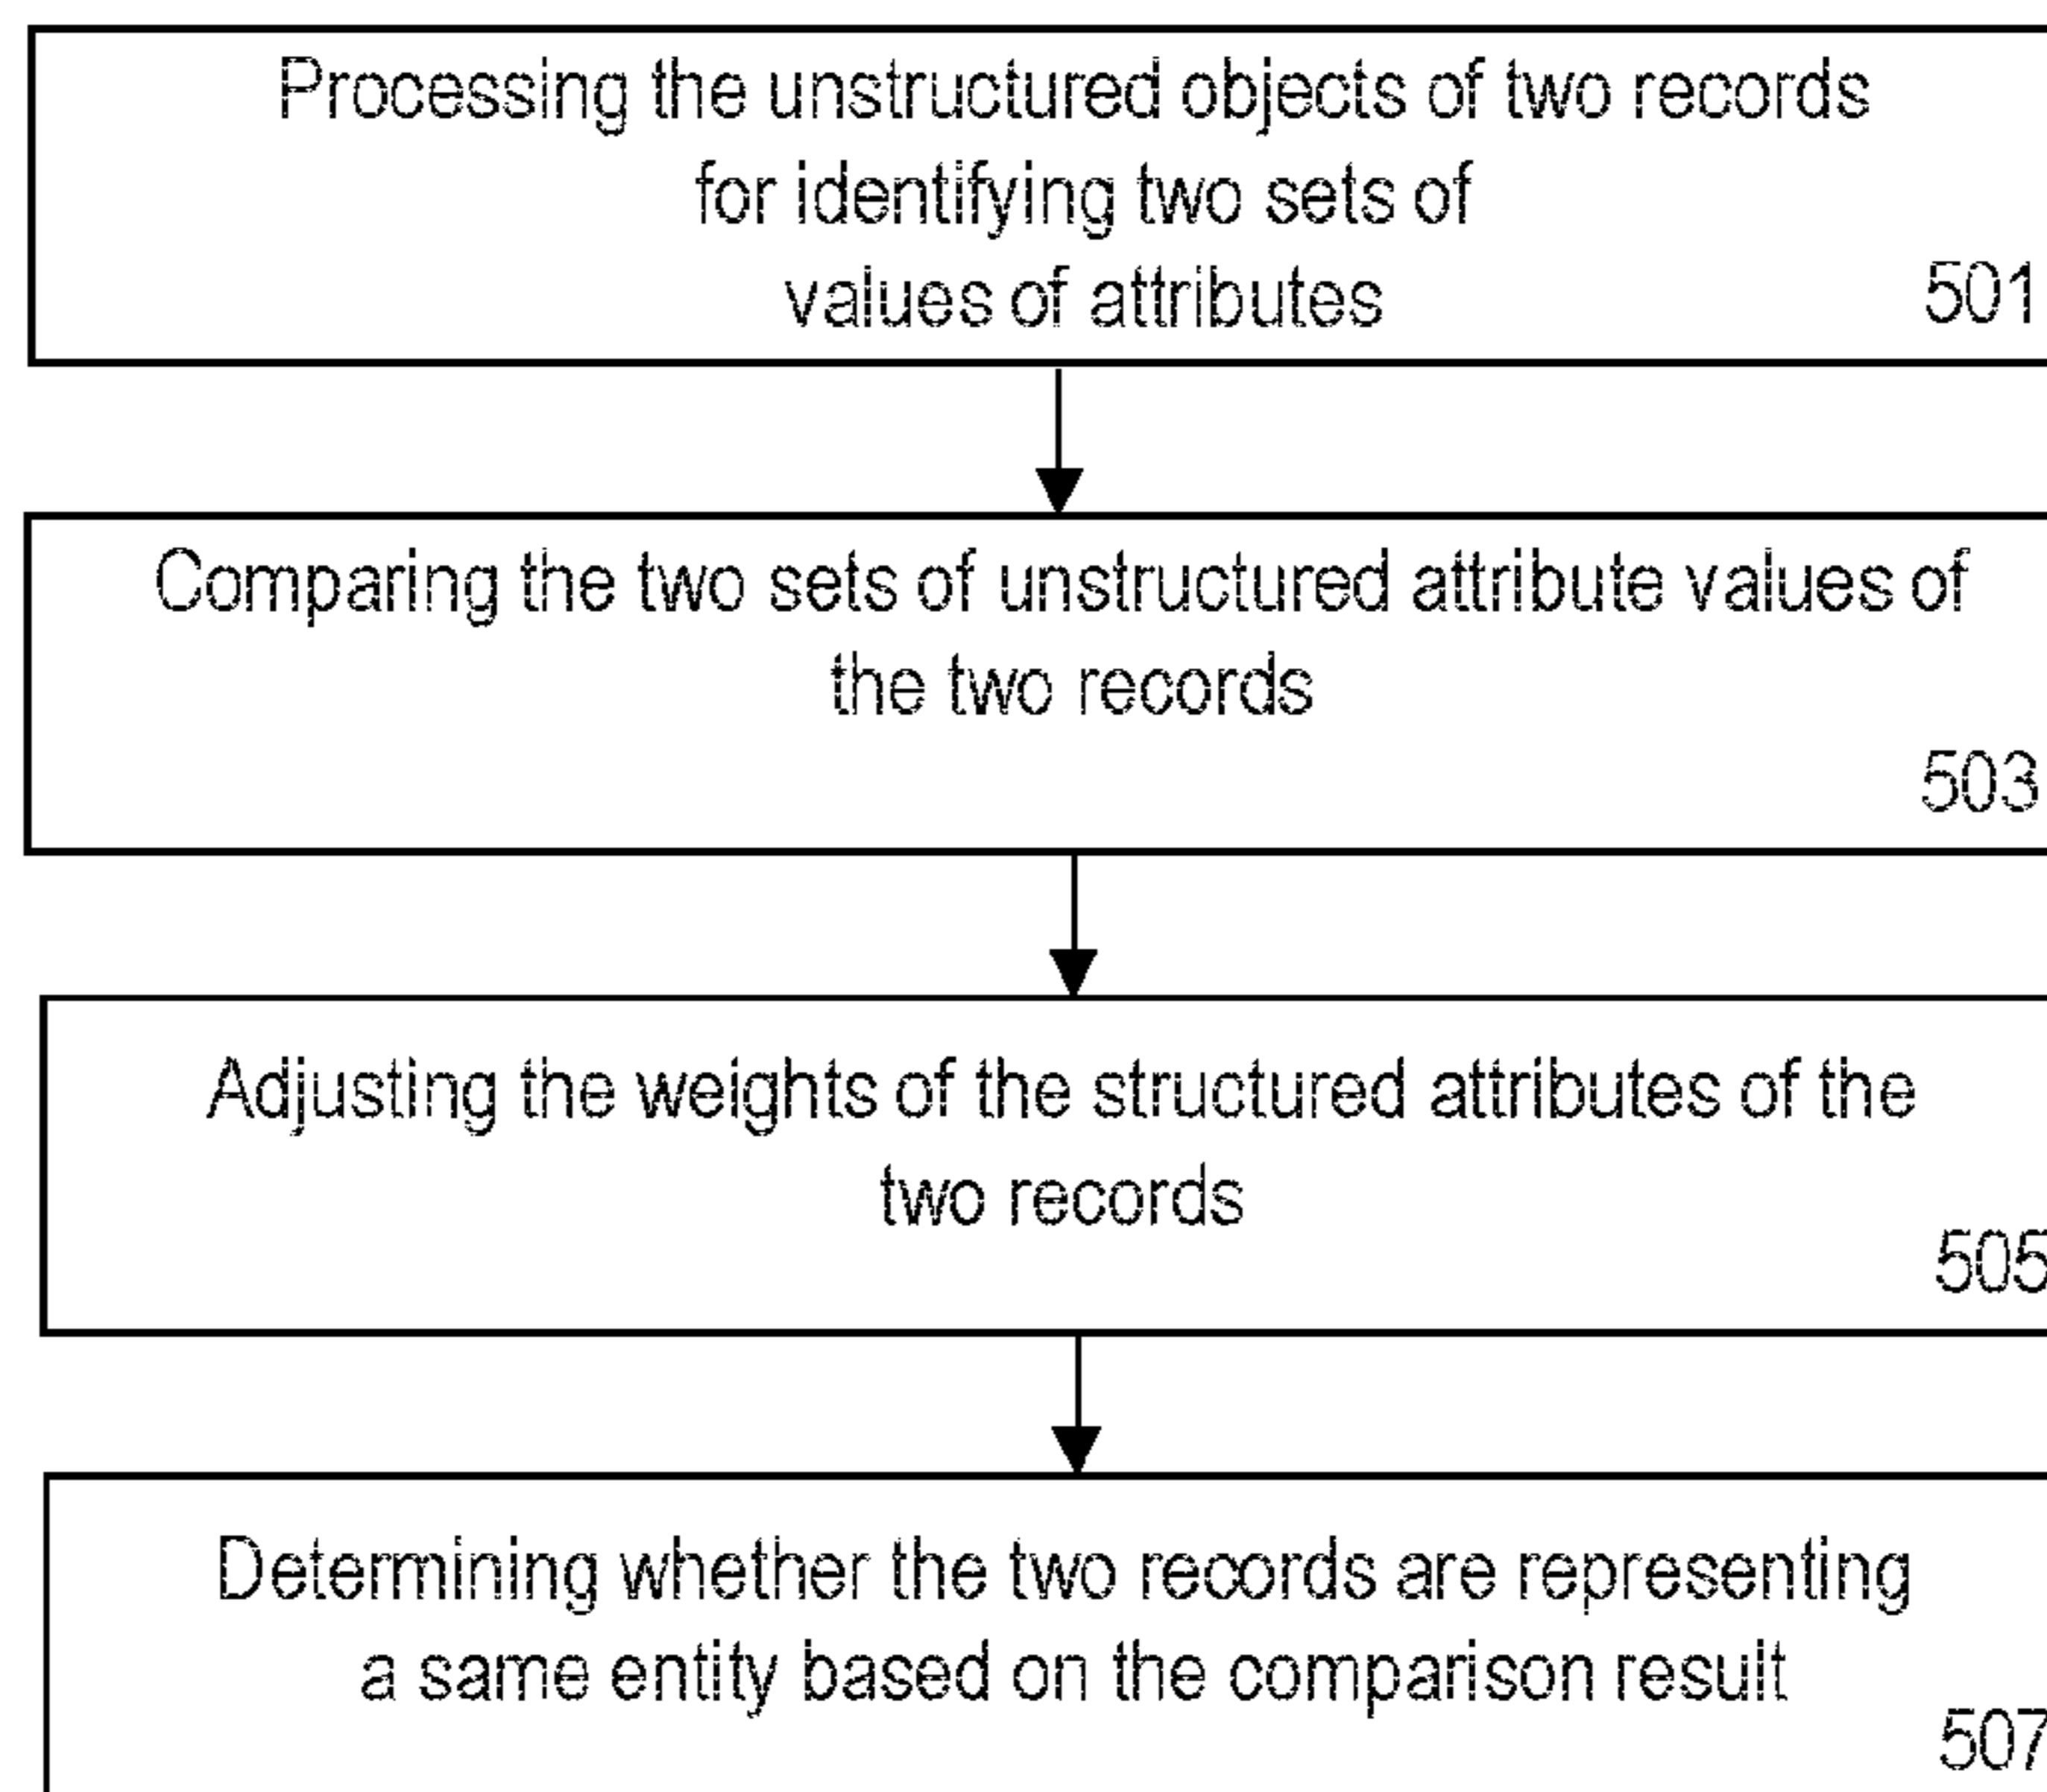 Processing the unstructured objects of two records
for identifying two sets of
values of attributes
501
Comparing the two sets of unstructured attribute values of
the two records
503
Adjusting the weights of the structured attributes of the
two records
505
Determining whether the two records are representing
a same entity based on the comparison result
507